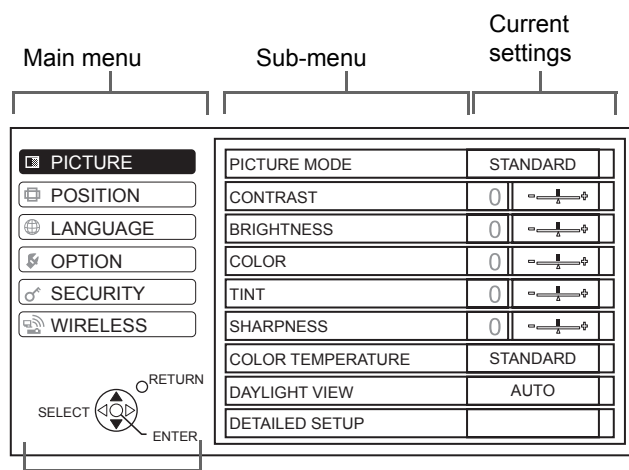 Main menu
Sub-menu
Current
settings
PICTURE
POSITION
LANGUAGE
OPTION
SECURITY
WIRELESS
RETURN
SELECT
ENTER
PICTURE MODE STANDARD
CONTRAST 0
BRIGHTNESS 0
COLOR 0
TINT 0
SHARPNESS 0
COLOR TEMPERATURE STANDARD
DAYLIGHT VIEW AUTO
DETAILED SETUP